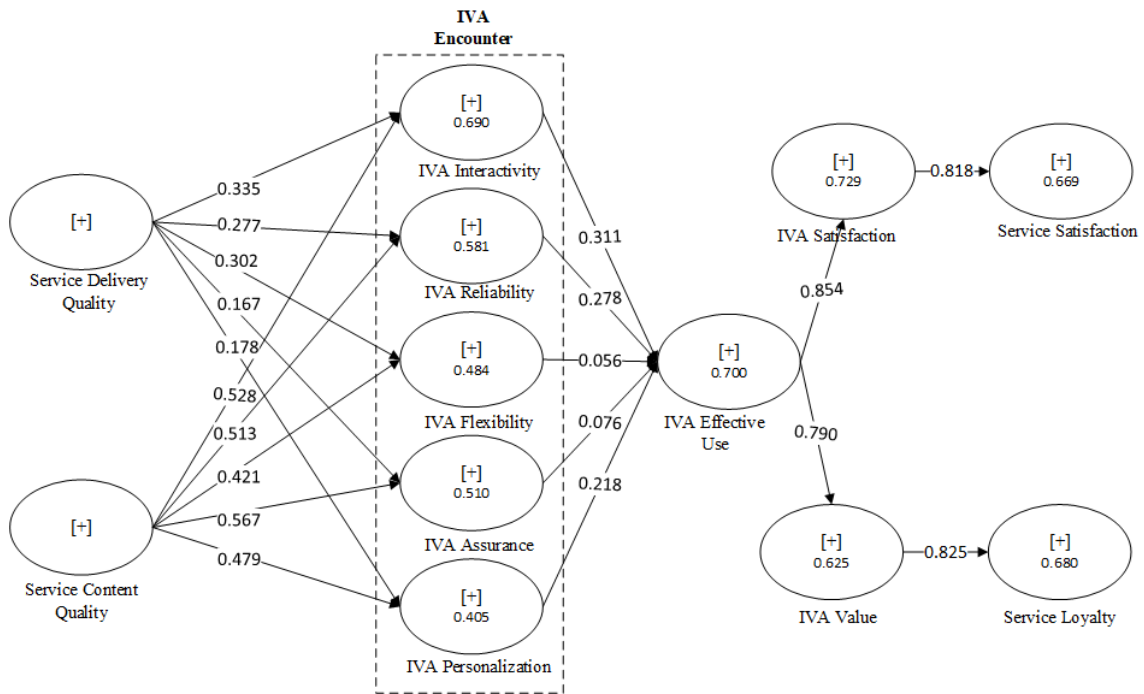 IVA
Encounter
[+]
0.690
IVA Interactivity
[+]
0.581
IVA Reliability
[+]
0.484
IVA Flexibility
[+]
0.510
IVA Assurance
[+]
0.405
IVA Personalization
[+]
Service Delivery
Quality
[+]
Service Content
Quality
0.335
0.277
0.302
0.167
0.178
0.528
0.513
0.421
0.567
0.479
0.311
0.278
0.056
0.076
0.218
[+]
0.700
IVA Effective
Use
0.854
0.790
[+]
0.729
IVA Satisfaction
0.818
[+]
0.669
Service Satisfaction
[+]
0.625
IVA Value
0.825
[+]
0.680
Service Loyalty